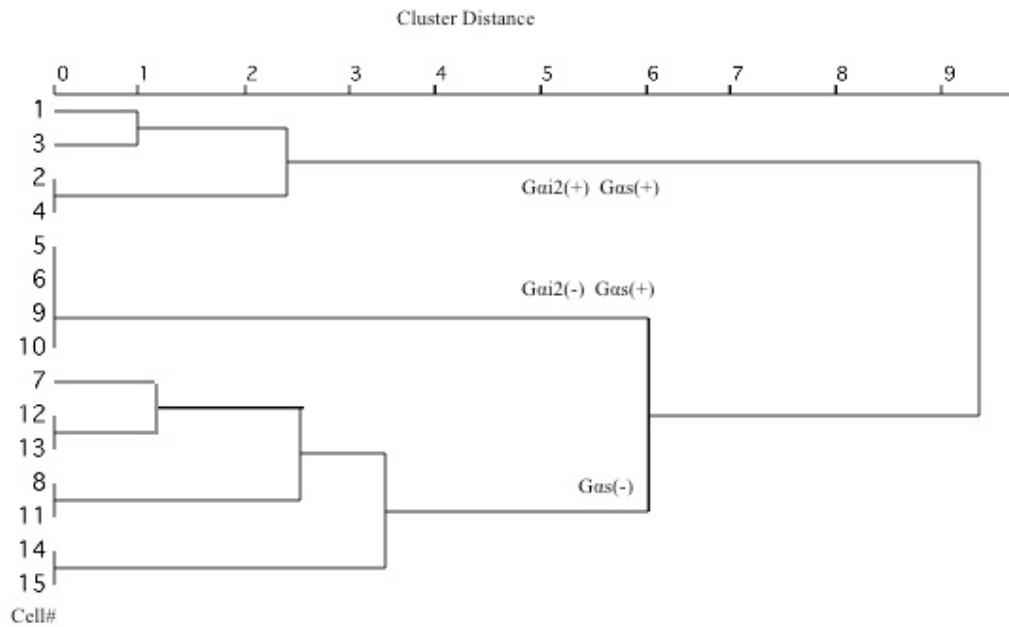 Cluster Distance
0 1 2 3 4 5 6 7 8 9
1
3
2
Gαi2(+) Gαs(+)
4
5
6
Gαi2(-) Gαs(+)
9
10
7
12
13
8
Gαs(-)
11
14
15
Cell#